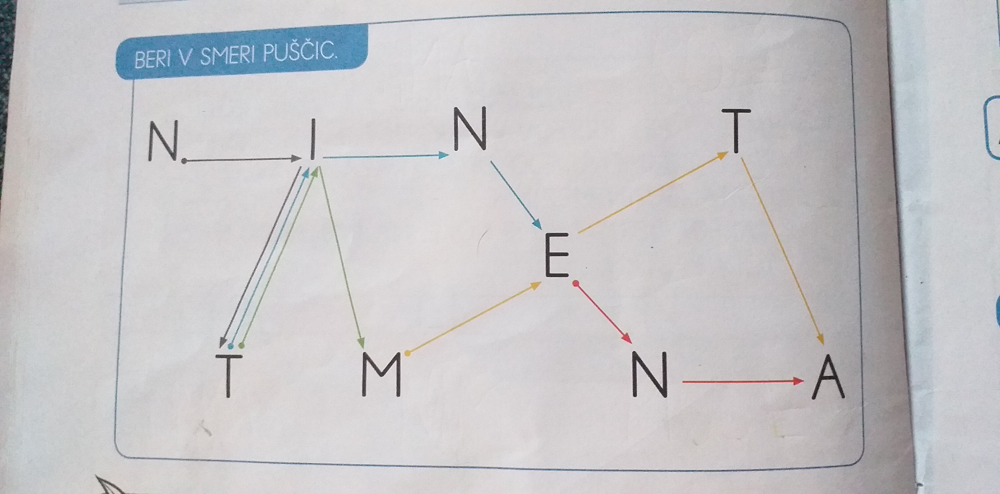 BERI V SMERI PUŠČIC.
N I N T
E
T M N A